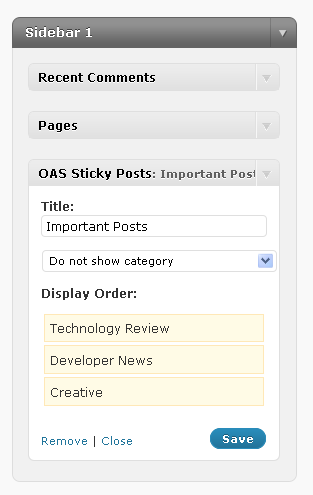 Sidebar 1
Recent Comments
Pages
OAS Sticky Posts: Important Post
Title:
Important Posts
Do not show category
Display Order:
Technology Review
Developer News
Creative
Remove | Close
Save